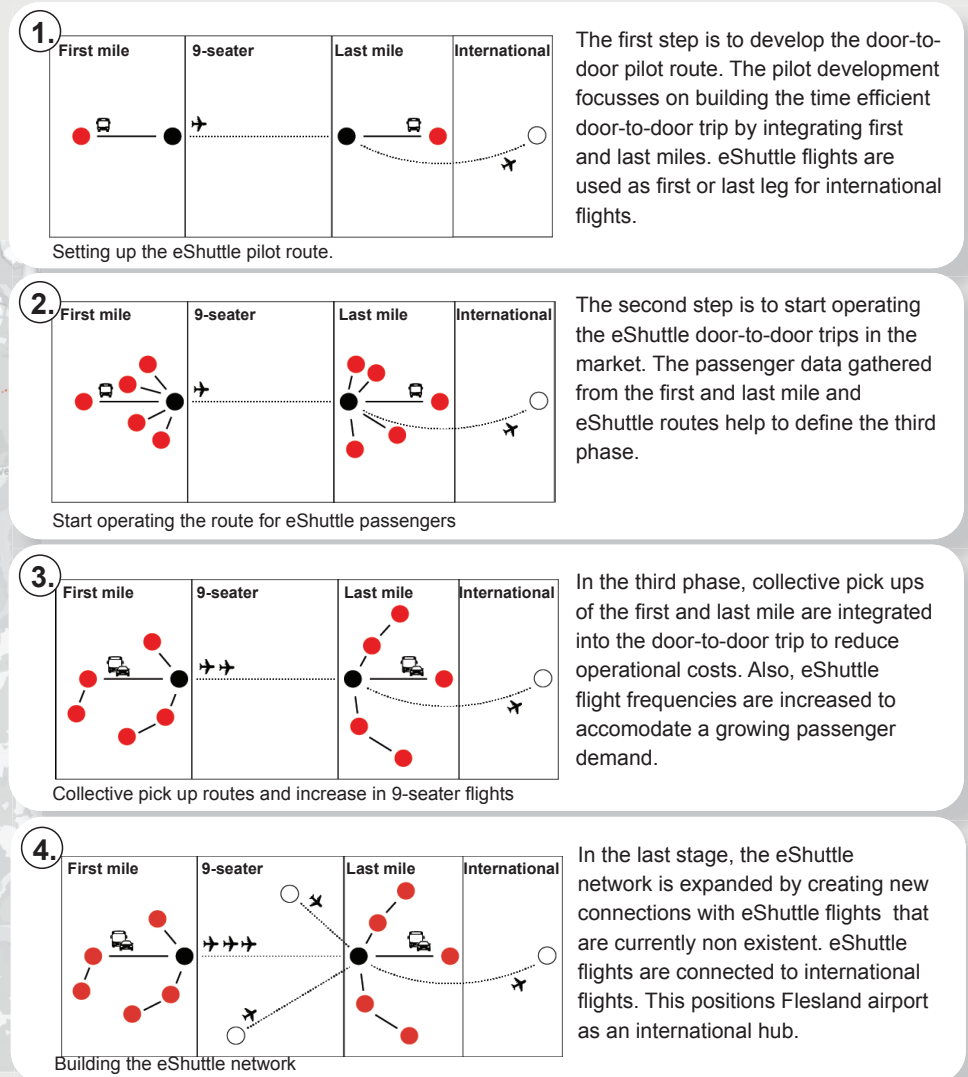 1.
First mile
9-seater
Last mile
International
Setting up the eShuttle pilot route.
The first step is to develop the door-to-
door pilot route. The pilot development
focusses on building the time efficient
door-to-door trip by integrating first
and last miles. eShuttle flights are
used as first or last leg for international
flights.
2.
First mile
9-seater
Last mile
International
Start operating the route for eShuttle passengers
The second step is to start operating
the eShuttle door-to-door trips in the
market. The passenger data gathered
from the first and last mile and
eShuttle routes help to define the third
phase.
3.
First mile
9-seater
Last mile
International
Collective pick up routes and increase in 9-seater flights
In the third phase, collective pick ups
of the first and last mile are integrated
into the door-to-door trip to reduce
operational costs. Also, eShuttle
flight frequencies are increased to
accomodate a growing passenger
demand.
4.
First mile
9-seater
Last mile
International
Building the eShuttle network
In the last stage, the eShuttle
network is expanded by creating new
connections with eShuttle flights that
are currently non existent. eShuttle
flights are connected to international
flights. This positions Flesland airport
as an international hub.